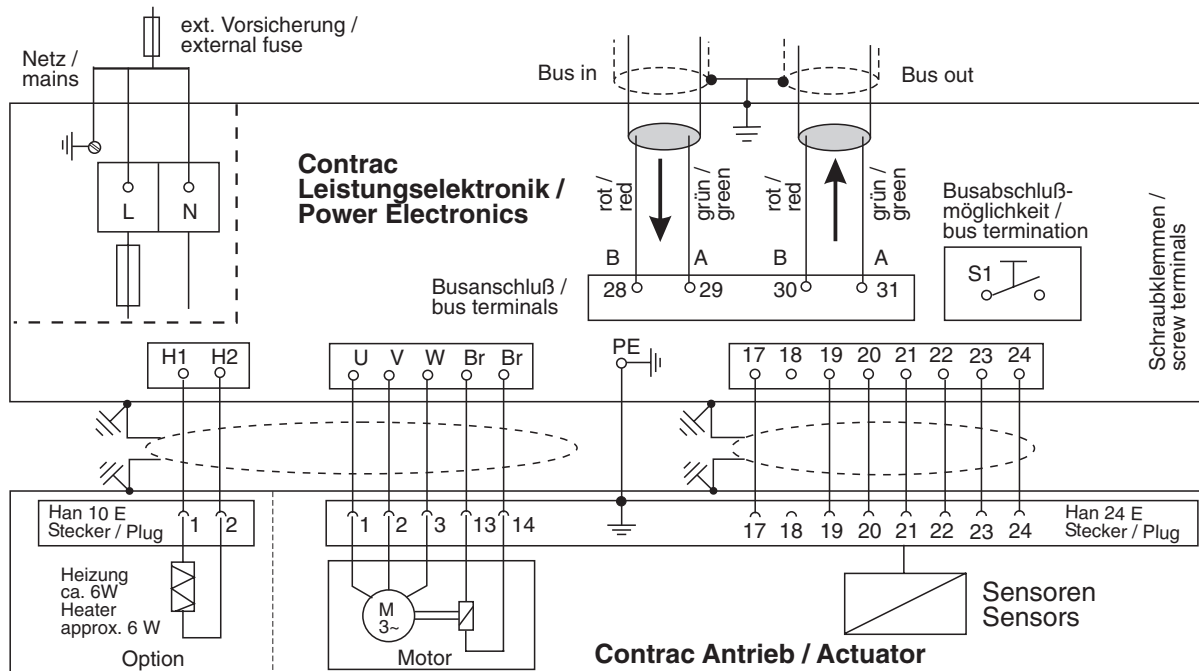 ext. Vorsicherung /
external fuse
Netz /
mains
Bus in
Bus out
Contrac
Leistungselektronik /
Power Electronics
L N
rot /
red
grün /
green
rot /
red
grün /
green
Busabschluß-
möglichkeit /
bus termination
S1
Schraubklemmen /
screw terminals
B A B A
Busanschluß /
bus terminals
28 29 30 31
H1 H2
U V W Br Br
PE
17 18 19 20 21 22 23 24
Han 10 E
Stecker / Plug
1 2
1 2 3 13 14
17 18 19 20 21 22 23 24
Han 24 E
Stecker / Plug
Heizung
ca. 6W
Heater
approx. 6 W
Option
M
3~
Motor
Sensoren
Sensors
Contrac Antrieb / Actuator